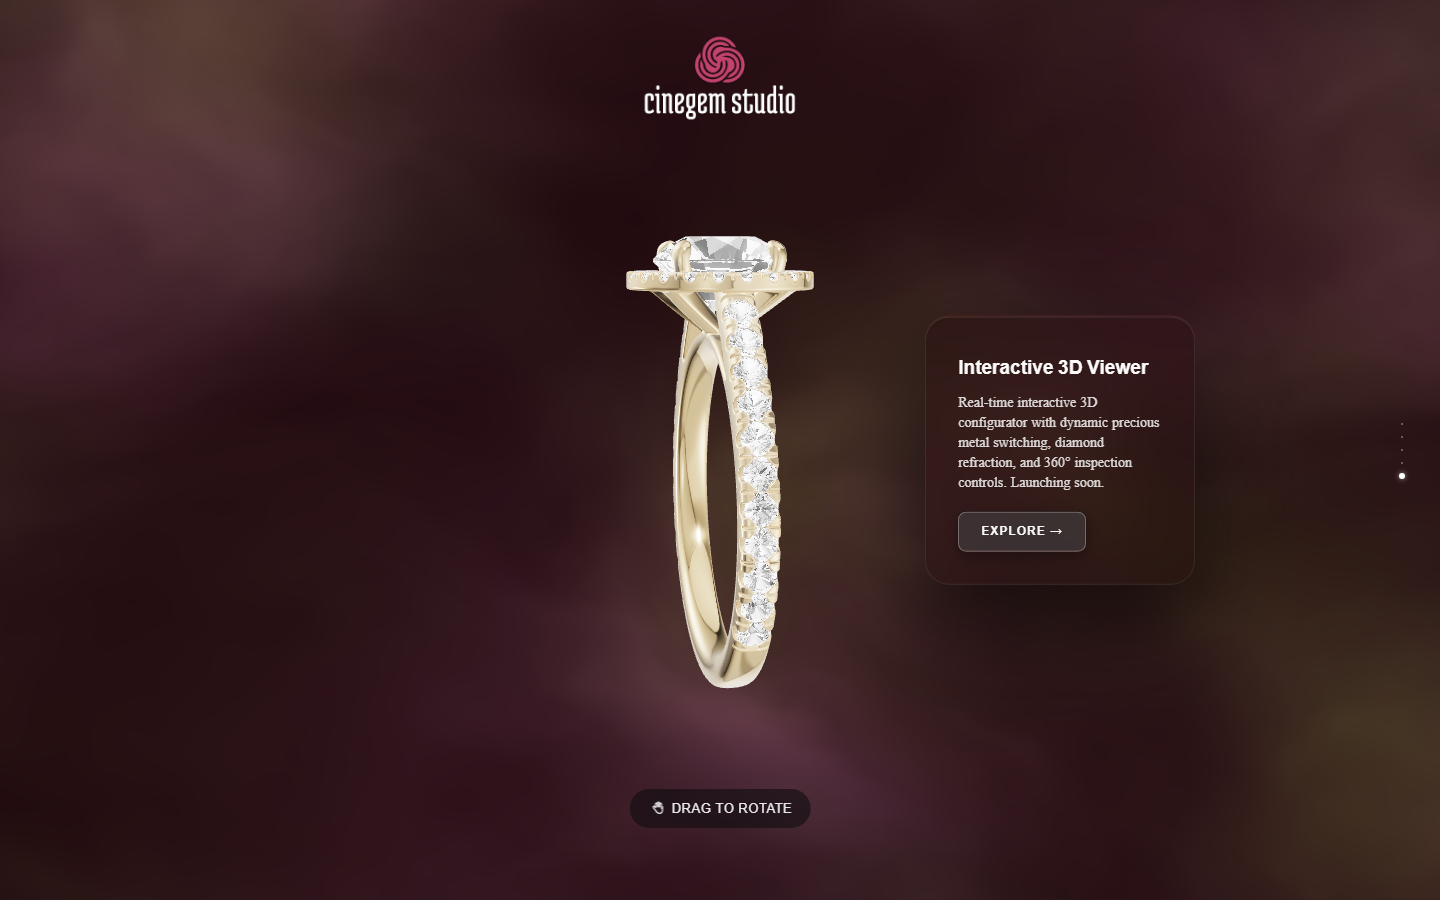 cinegem studio
Interactive 3D Viewer
Real-time interactive 3D
configurator with dynamic precious
metal switching, diamond
refraction, and 360° inspection
controls. Launching soon.
EXPLORE →
DRAG TO ROTATE